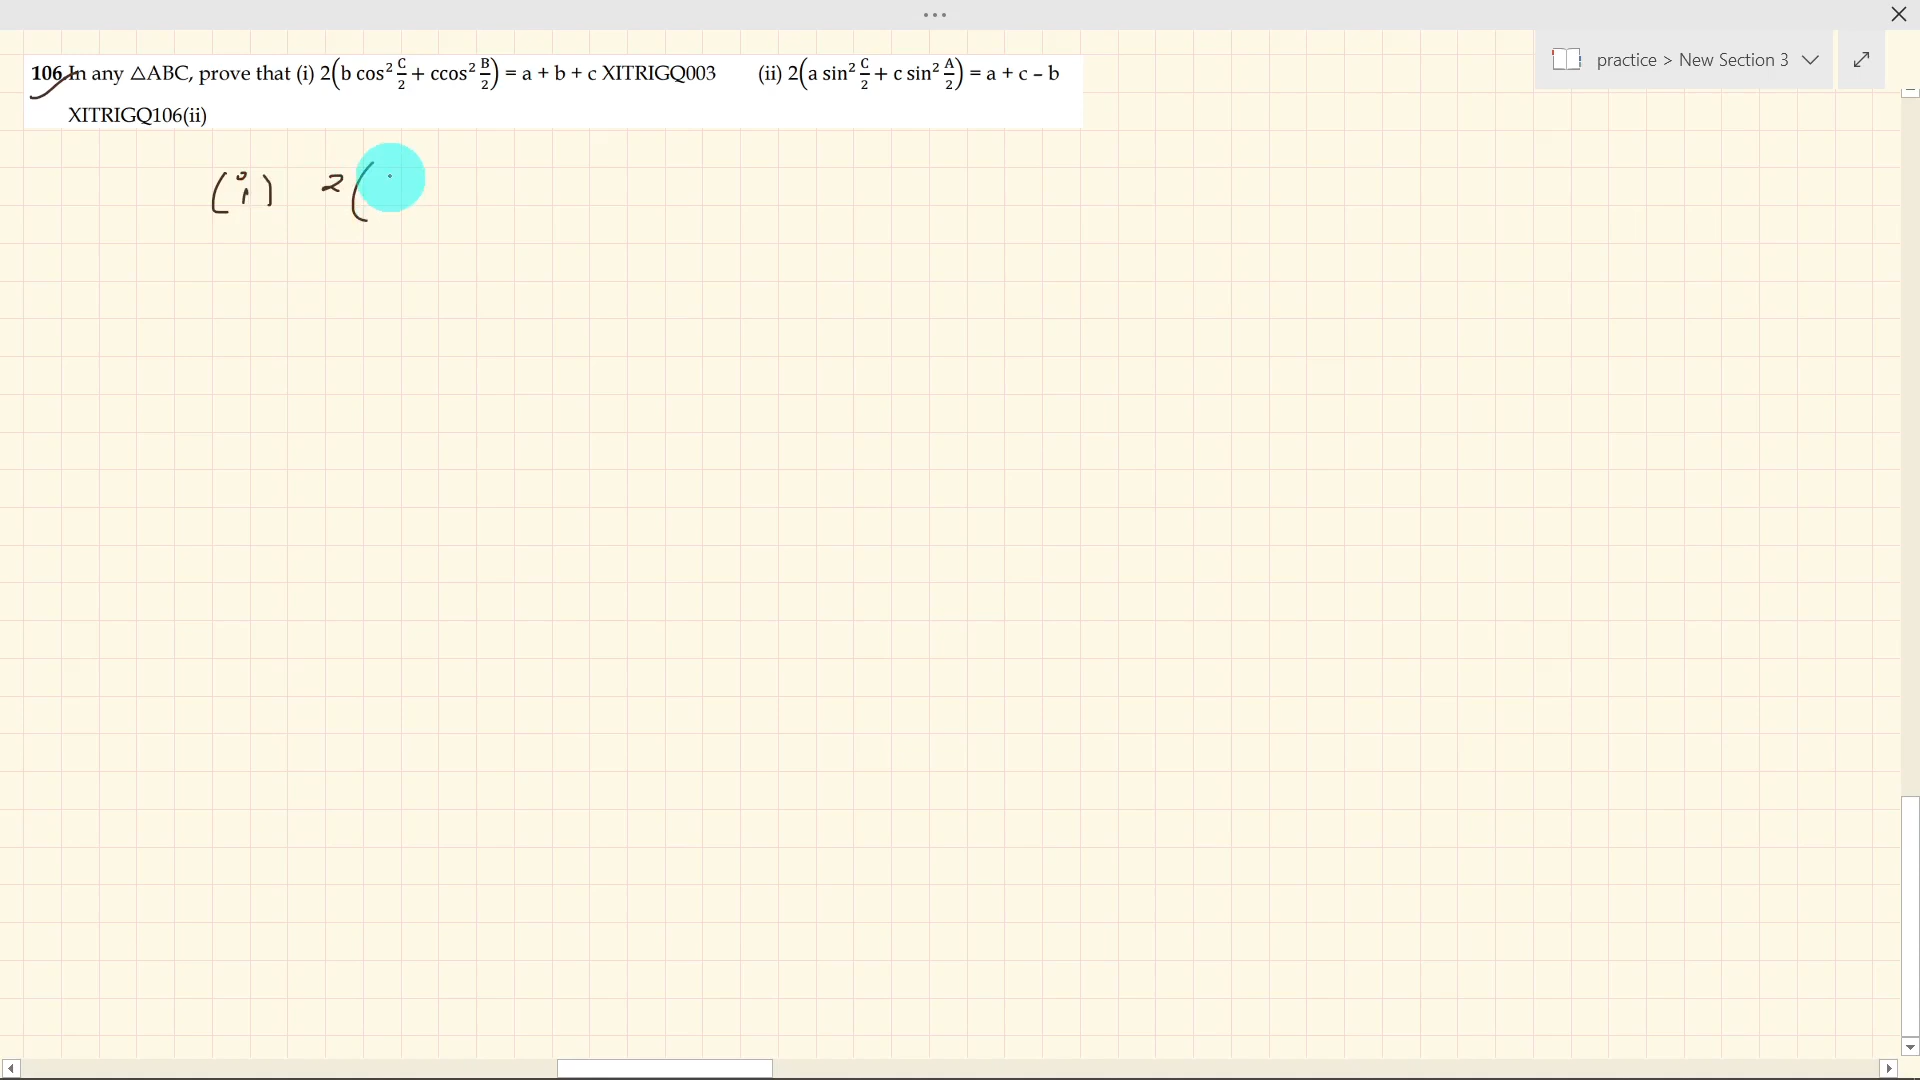 practice > New Section 3
106 In any △ABC, prove that (i) 2(b cos² C/2 + ccos² B/2) = a + b + c XITRIGQ003 (ii) 2(a sin² C/2 + c sin² A/2) = a + c – b
XITRIGQ106(ii)
(i) 2(